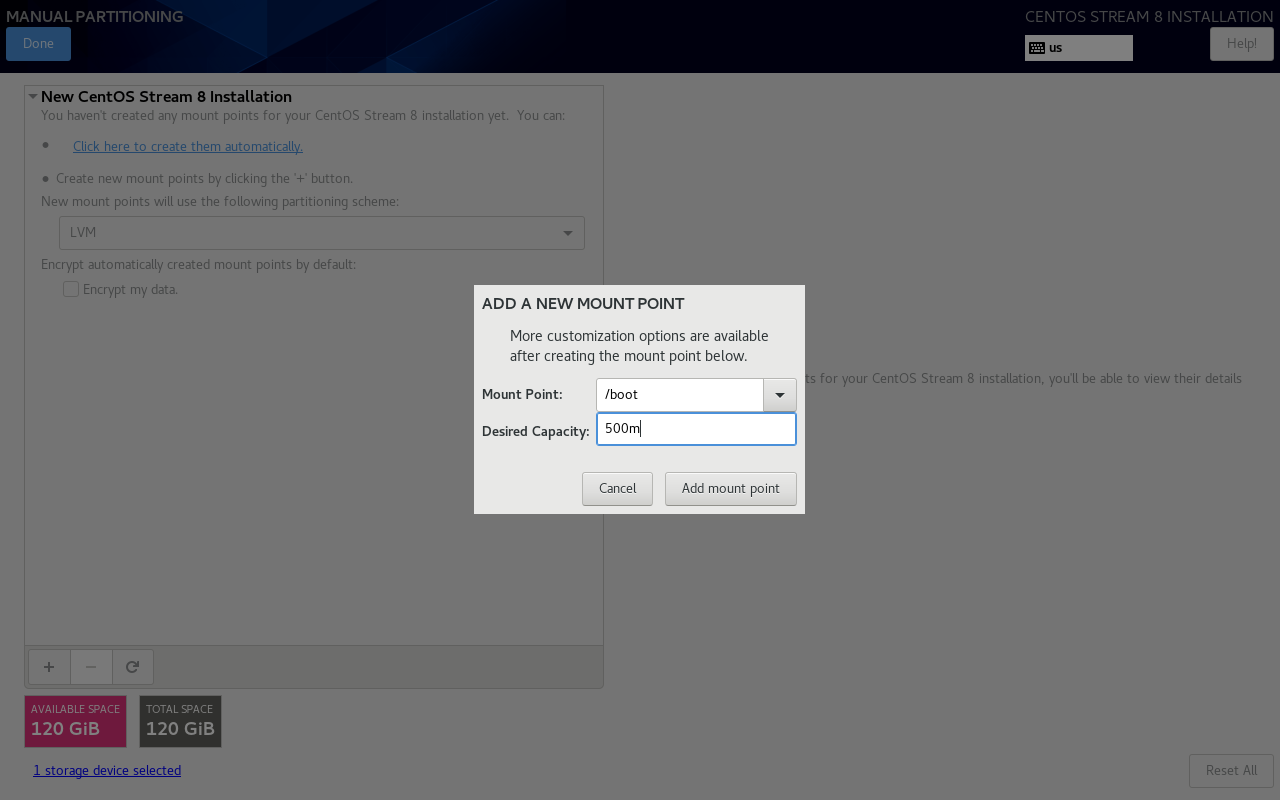 MANUAL PARTITIONING
CENTOS STREAM 8 INSTALLATION
Done
us
Help!
New CentOS Stream 8 Installation
You haven't created any mount points for your CentOS Stream 8 installation yet.  You can:
• Click here to create them automatically.
• Create new mount points by clicking the '+' button.
New mount points will use the following partitioning scheme:
LVM
Encrypt automatically created mount points by default:
Encrypt my data.
ADD A NEW MOUNT POINT
More customization options are available
after creating the mount point below.
ts for your CentOS Stream 8 installation, you'll be able to view their details
Mount Point: /boot
Desired Capacity: 500m
Cancel
Add mount point
AVAILABLE SPACE
120 GiB
TOTAL SPACE
120 GiB
1 storage device selected
Reset All